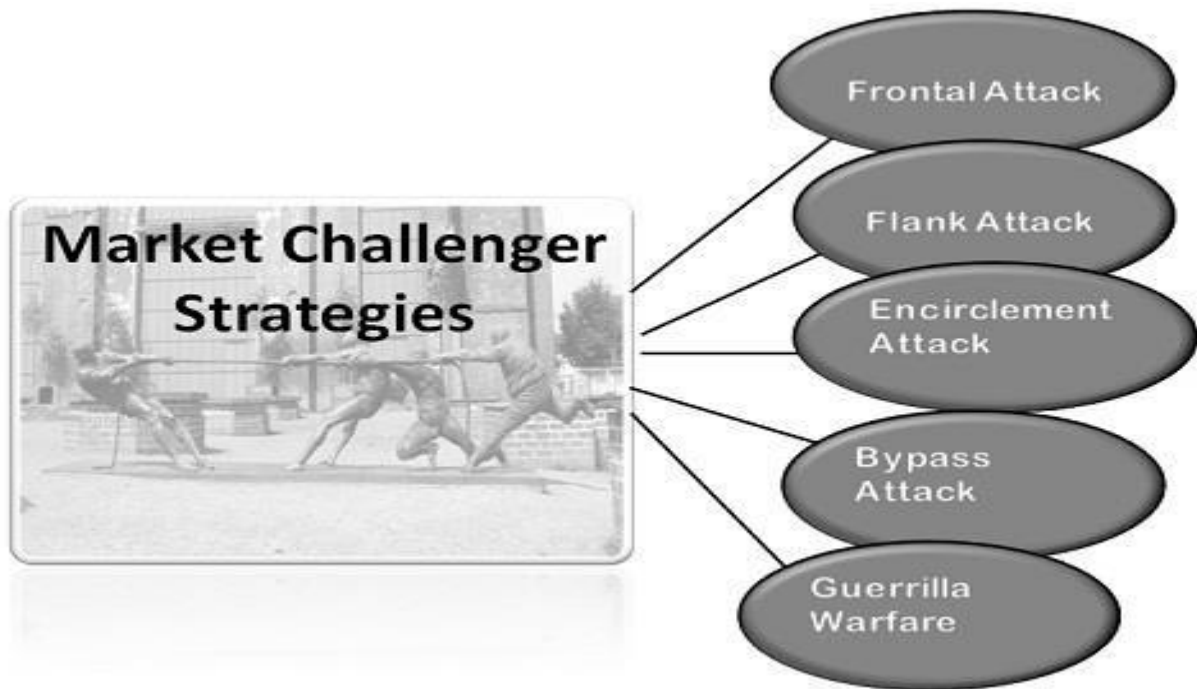 Market Challenger
Strategies
Frontal Attack
Flank Attack
Encirclement
Attack
Bypass
Attack
Guerrilla
Warfare